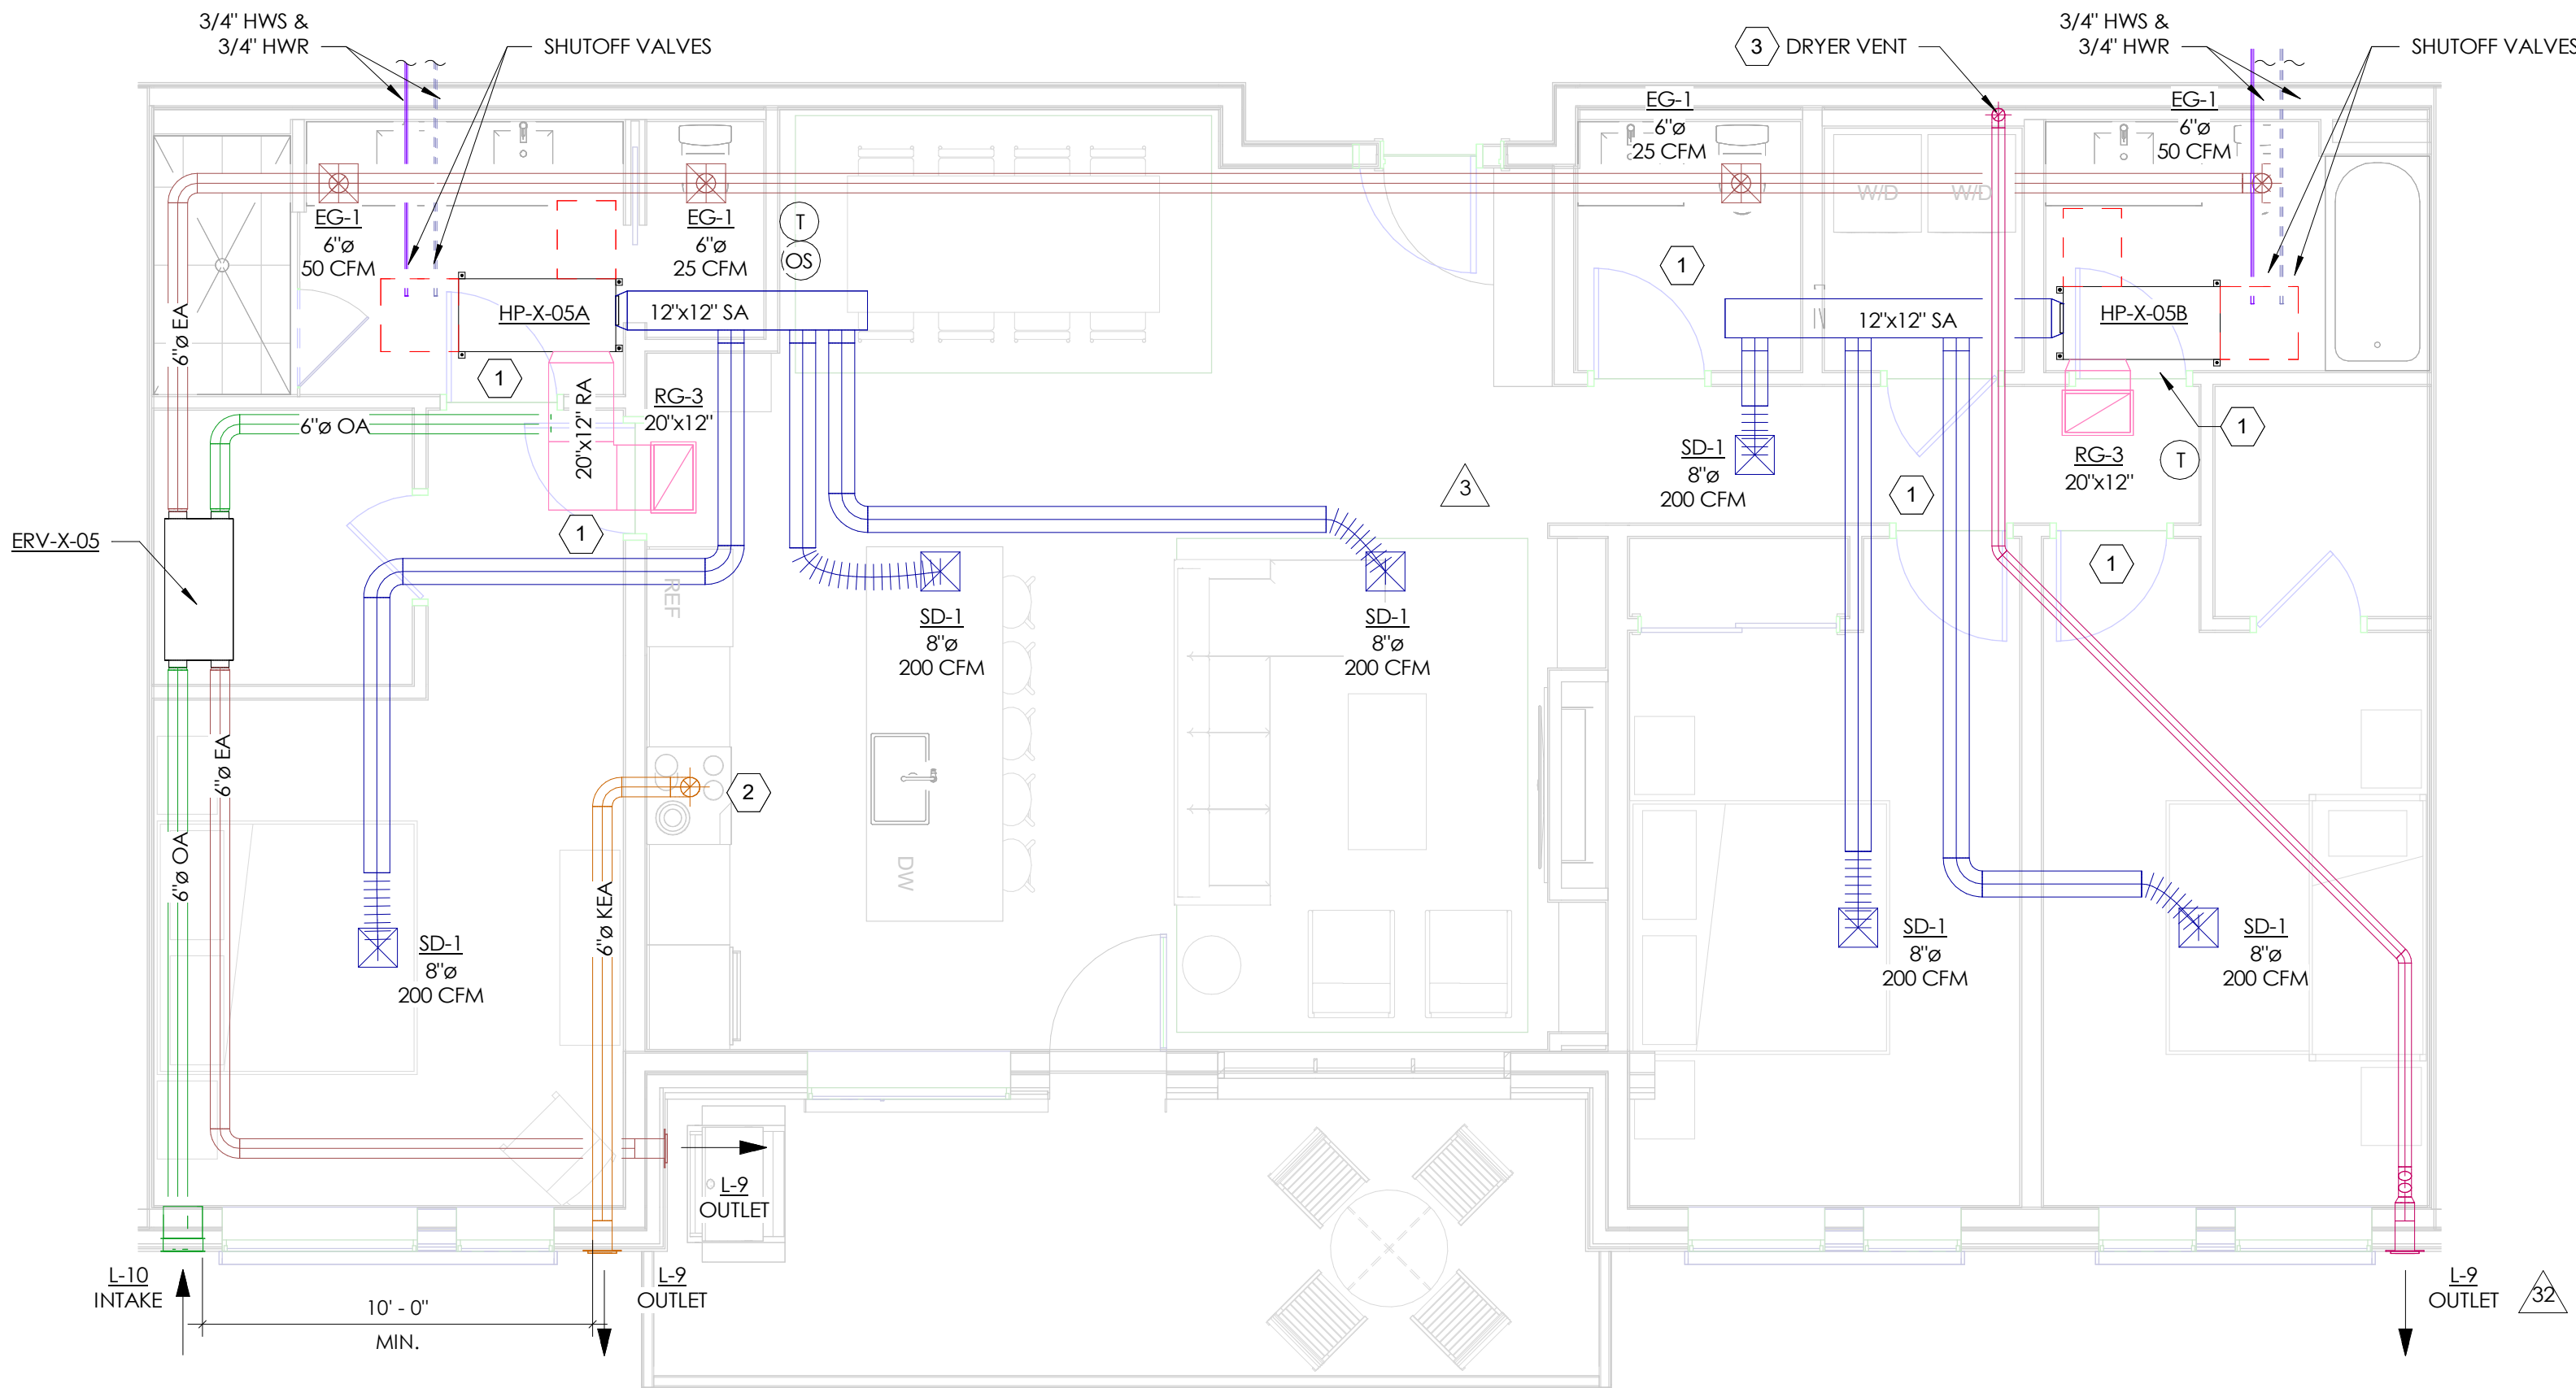 3/4" HWS &
3/4" HWR
SHUTOFF VALVES
3
DRYER VENT
3/4" HWS &
3/4" HWR
SHUTOFF VALVES
EG-1
6"ø
25 CFM
EG-1
6"ø
50 CFM
EG-1
6"ø
50 CFM
EG-1
6"ø
25 CFM
T
OS
W/D
W/D
1
6"ø EA
HP-X-05A
12"x12" SA
12"x12" SA
HP-X-05B
1
20"x12" RA
RG-3
20"x12"
6"ø OA
1
SD-1
8"ø
200 CFM
RG-3
20"x12"
T
3
1
1
1
ERV-X-05
REF
SD-1
8"ø
200 CFM
SD-1
8"ø
200 CFM
6"ø EA
2
6"ø OA
DW
6"ø KEA
SD-1
8"ø
200 CFM
SD-1
8"ø
200 CFM
SD-1
8"ø
200 CFM
L-9
OUTLET
L-10
INTAKE
10' - 0"
MIN.
L-9
OUTLET
L-9
OUTLET
32